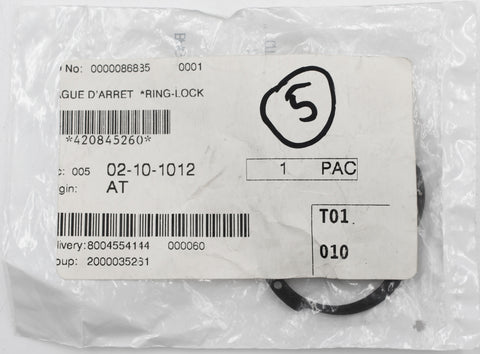 No: 0000086835 0001
AGUE D'ARRET *RING-LOCK
5
*420845260*
: 005 02-10-1012
1 PAC
gin: AT
T01
livery: 8004554144 000060
010
oup: 2000035261